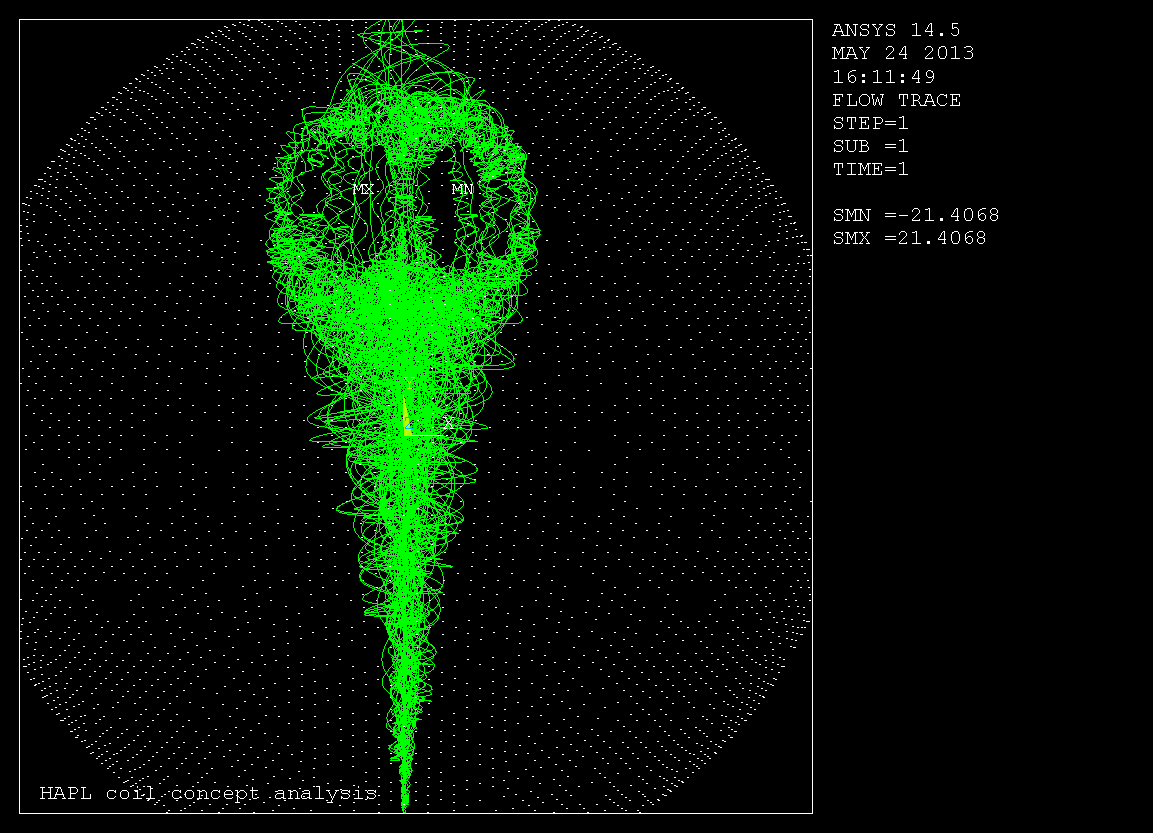 ANSYS 14.5
MAY 24 2013
16:11:49
FLOW TRACE
STEP=1
SUB =1
TIME=1
SMN =-21.4068
SMX =21.4068
MX
MN
Y
X
Z
HAPL coil concept analysis